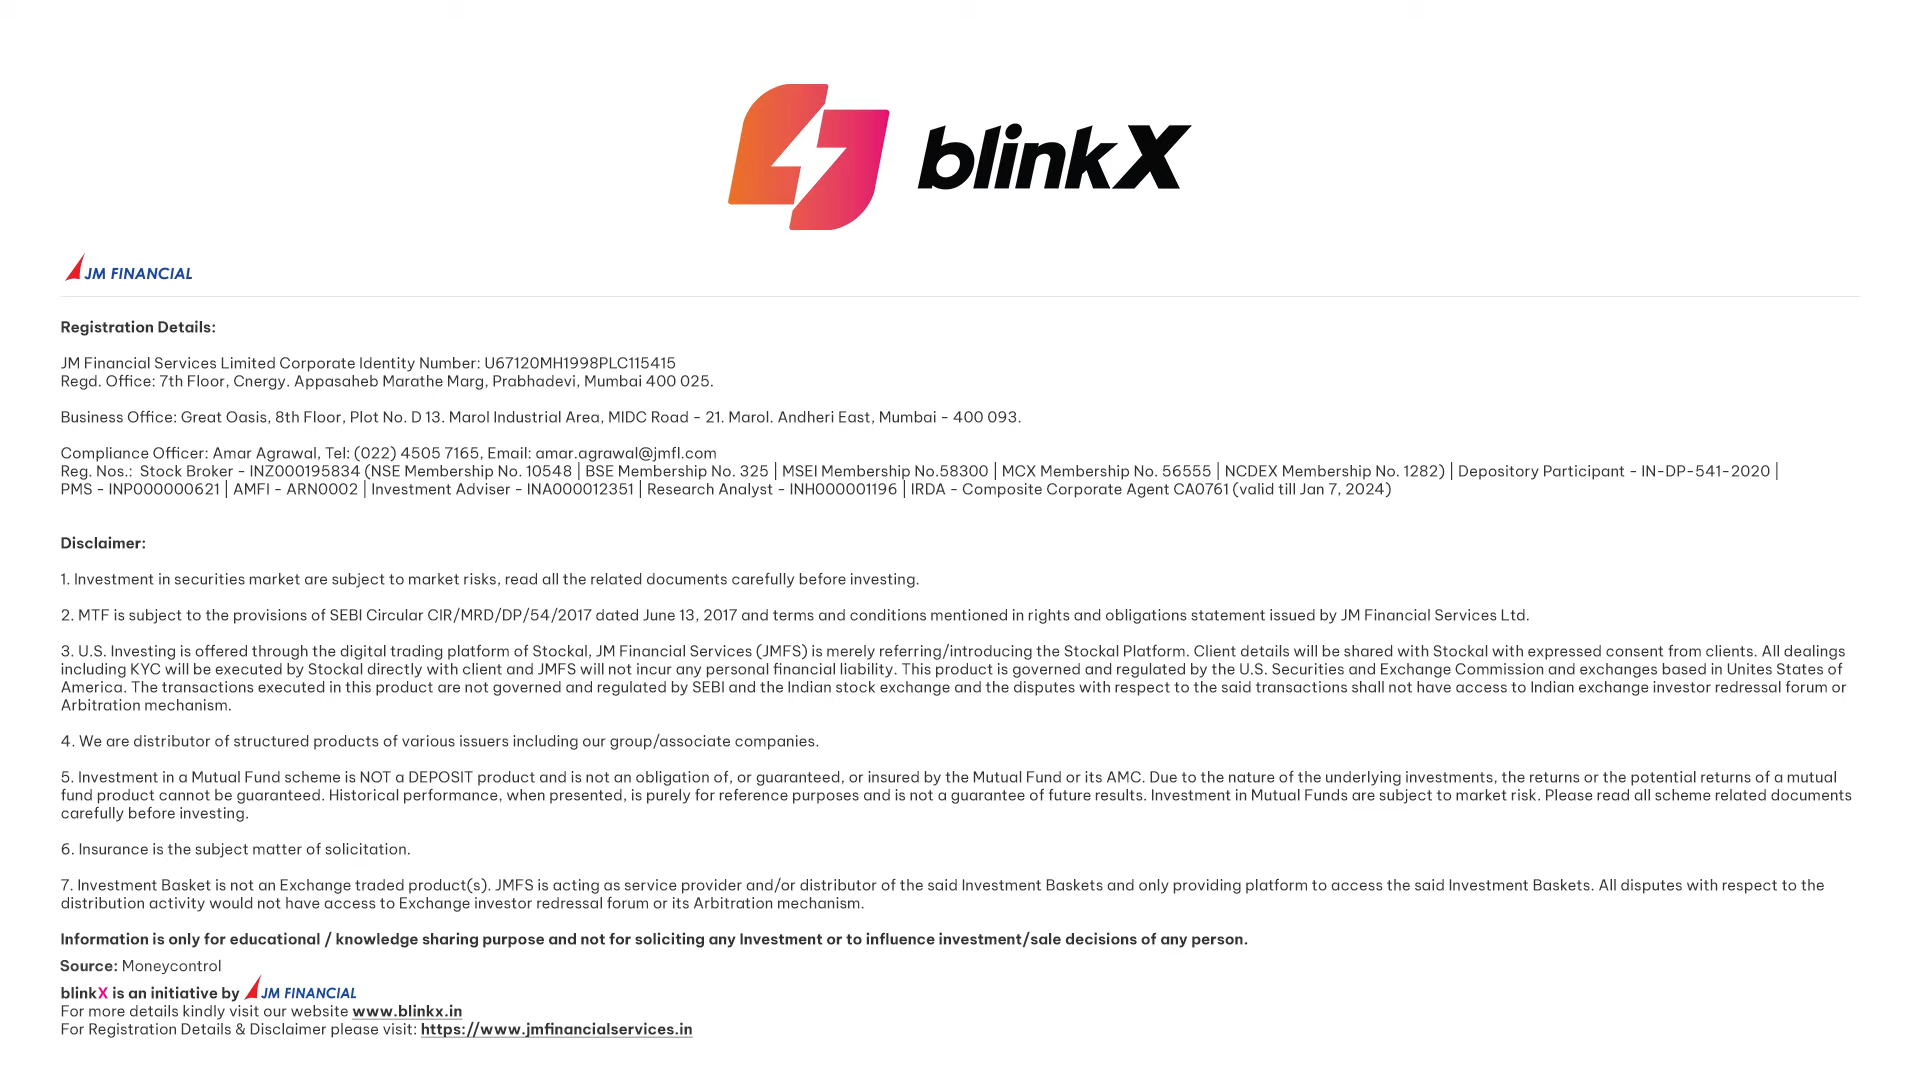 blinkX
JM FINANCIAL
Registration Details:
JM Financial Services Limited Corporate Identity Number: U67120MH1998PLC115415
Regd. Office: 7th Floor, Cnergy. Appasaheb Marathe Marg, Prabhadevi, Mumbai 400 025.
Business Office: Great Oasis, 8th Floor, Plot No. D 13. Marol Industrial Area, MIDC Road - 21. Marol. Andheri East, Mumbai - 400 093.
Compliance Officer: Amar Agrawal, Tel: (022) 4505 7165, Email: amar.agrawal@jmfl.com
Reg. Nos.: Stock Broker - INZ000195834 (NSE Membership No. 10548 | BSE Membership No. 325 | MSEI Membership No.58300 | MCX Membership No. 56555 | NCDEX Membership No. 1282) | Depository Participant - IN-DP-541-2020 |
PMS - INP000000621 | AMFI - ARN0002 | Investment Adviser - INA000012351 | Research Analyst - INH000001196 | IRDA - Composite Corporate Agent CA0761 (valid till Jan 7, 2024)
Disclaimer:
1. Investment in securities market are subject to market risks, read all the related documents carefully before investing.
2. MTF is subject to the provisions of SEBI Circular CIR/MRD/DP/54/2017 dated June 13, 2017 and terms and conditions mentioned in rights and obligations statement issued by JM Financial Services Ltd.
3. U.S. Investing is offered through the digital trading platform of Stockal, JM Financial Services (JMFS) is merely referring/introducing the Stockal Platform. Client details will be shared with Stockal with expressed consent from clients. All dealings
including KYC will be executed by Stockal directly with client and JMFS will not incur any personal financial liability. This product is governed and regulated by the U.S. Securities and Exchange Commission and exchanges based in Unites States of
America. The transactions executed in this product are not governed and regulated by SEBI and the Indian stock exchange and the disputes with respect to the said transactions shall not have access to Indian exchange investor redressal forum or
Arbitration mechanism.
4. We are distributor of structured products of various issuers including our group/associate companies.
5. Investment in a Mutual Fund scheme is NOT a DEPOSIT product and is not an obligation of, or guaranteed, or insured by the Mutual Fund or its AMC. Due to the nature of the underlying investments, the returns or the potential returns of a mutual
fund product cannot be guaranteed. Historical performance, when presented, is purely for reference purposes and is not a guarantee of future results. Investment in Mutual Funds are subject to market risk. Please read all scheme related documents
carefully before investing.
6. Insurance is the subject matter of solicitation.
7. Investment Basket is not an Exchange traded product(s). JMFS is acting as service provider and/or distributor of the said Investment Baskets and only providing platform to access the said Investment Baskets. All disputes with respect to the
distribution activity would not have access to Exchange investor redressal forum or its Arbitration mechanism.
Information is only for educational / knowledge sharing purpose and not for soliciting any Investment or to influence investment/sale decisions of any person.
Source: Moneycontrol
blinkX is an initiative by JM FINANCIAL
For more details kindly visit our website www.blinkx.in
For Registration Details & Disclaimer please visit: https://www.jmfinancialservices.in